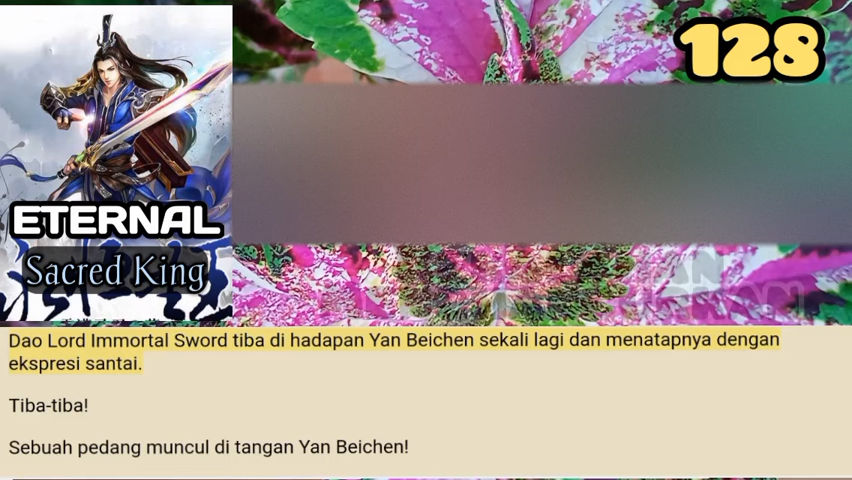 128
ETERNAL
Sacred King
Dao Lord Immortal Sword tiba di hadapan Yan Beichen sekali lagi dan menatapnya dengan
ekspresi santai.
Tiba-tiba!
Sebuah pedang muncul di tangan Yan Beichen!